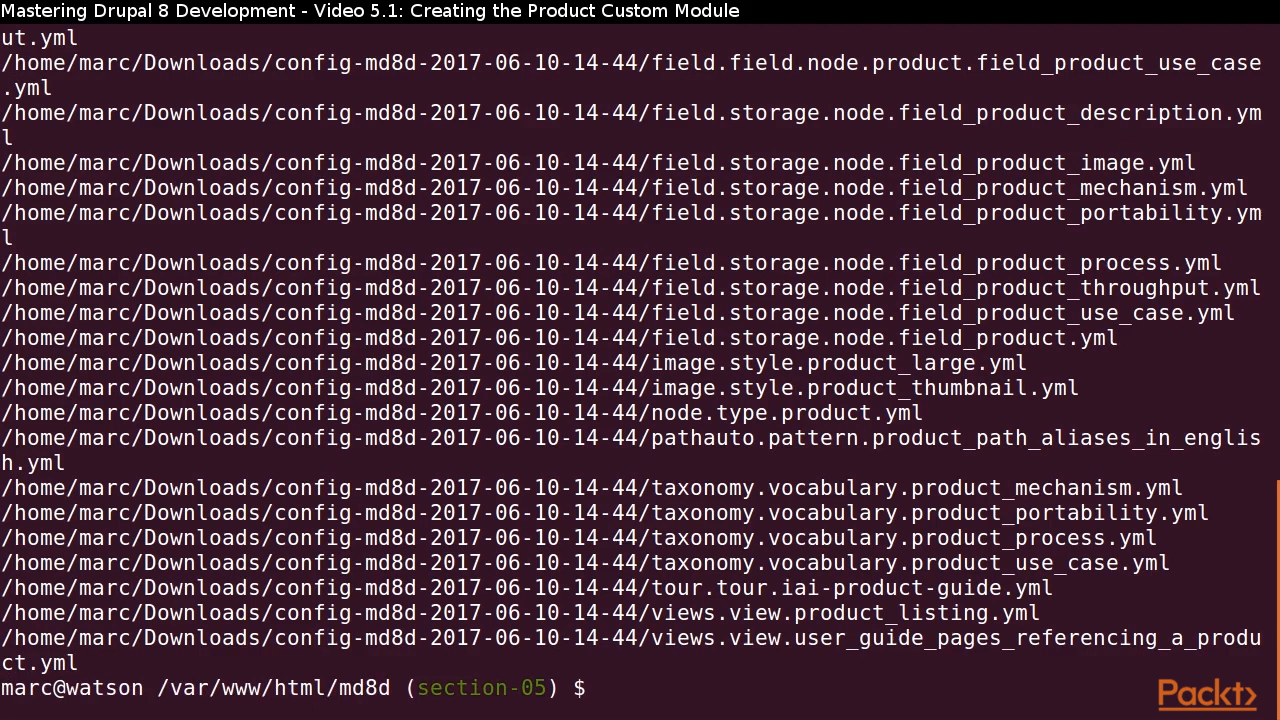 Mastering Drupal 8 Development - Video 5.1: Creating the Product Custom Module
ut.yml
/home/marc/Downloads/config-md8d-2017-06-10-14-44/field.field.node.product.field_product_use_case
.yml
/home/marc/Downloads/config-md8d-2017-06-10-14-44/field.storage.node.field_product_description.ym
l
/home/marc/Downloads/config-md8d-2017-06-10-14-44/field.storage.node.field_product_image.yml
/home/marc/Downloads/config-md8d-2017-06-10-14-44/field.storage.node.field_product_mechanism.yml
/home/marc/Downloads/config-md8d-2017-06-10-14-44/field.storage.node.field_product_portability.ym
l
/home/marc/Downloads/config-md8d-2017-06-10-14-44/field.storage.node.field_product_process.yml
/home/marc/Downloads/config-md8d-2017-06-10-14-44/field.storage.node.field_product_throughput.yml
/home/marc/Downloads/config-md8d-2017-06-10-14-44/field.storage.node.field_product_use_case.yml
/home/marc/Downloads/config-md8d-2017-06-10-14-44/field.storage.node.field_product.yml
/home/marc/Downloads/config-md8d-2017-06-10-14-44/image.style.product_large.yml
/home/marc/Downloads/config-md8d-2017-06-10-14-44/image.style.product_thumbnail.yml
/home/marc/Downloads/config-md8d-2017-06-10-14-44/node.type.product.yml
/home/marc/Downloads/config-md8d-2017-06-10-14-44/pathauto.pattern.product_path_aliases_in_englis
h.yml
/home/marc/Downloads/config-md8d-2017-06-10-14-44/taxonomy.vocabulary.product_mechanism.yml
/home/marc/Downloads/config-md8d-2017-06-10-14-44/taxonomy.vocabulary.product_portability.yml
/home/marc/Downloads/config-md8d-2017-06-10-14-44/taxonomy.vocabulary.product_process.yml
/home/marc/Downloads/config-md8d-2017-06-10-14-44/taxonomy.vocabulary.product_use_case.yml
/home/marc/Downloads/config-md8d-2017-06-10-14-44/tour.tour.iai-product-guide.yml
/home/marc/Downloads/config-md8d-2017-06-10-14-44/views.view.product_listing.yml
/home/marc/Downloads/config-md8d-2017-06-10-14-44/views.view.user_guide_pages_referencing_a_produ
ct.yml
marc@watson /var/www/html/md8d (section-05) $
Packt>